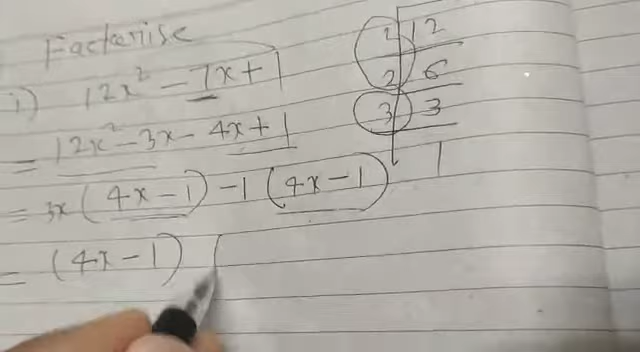 Factorise
i) 12x² - 7x + 1
= 12x² - 3x - 4x + 1
= 3x (4x - 1) - 1 (4x - 1)
= (4x - 1) (
2 | 12
2 | 6
3 | 3
1